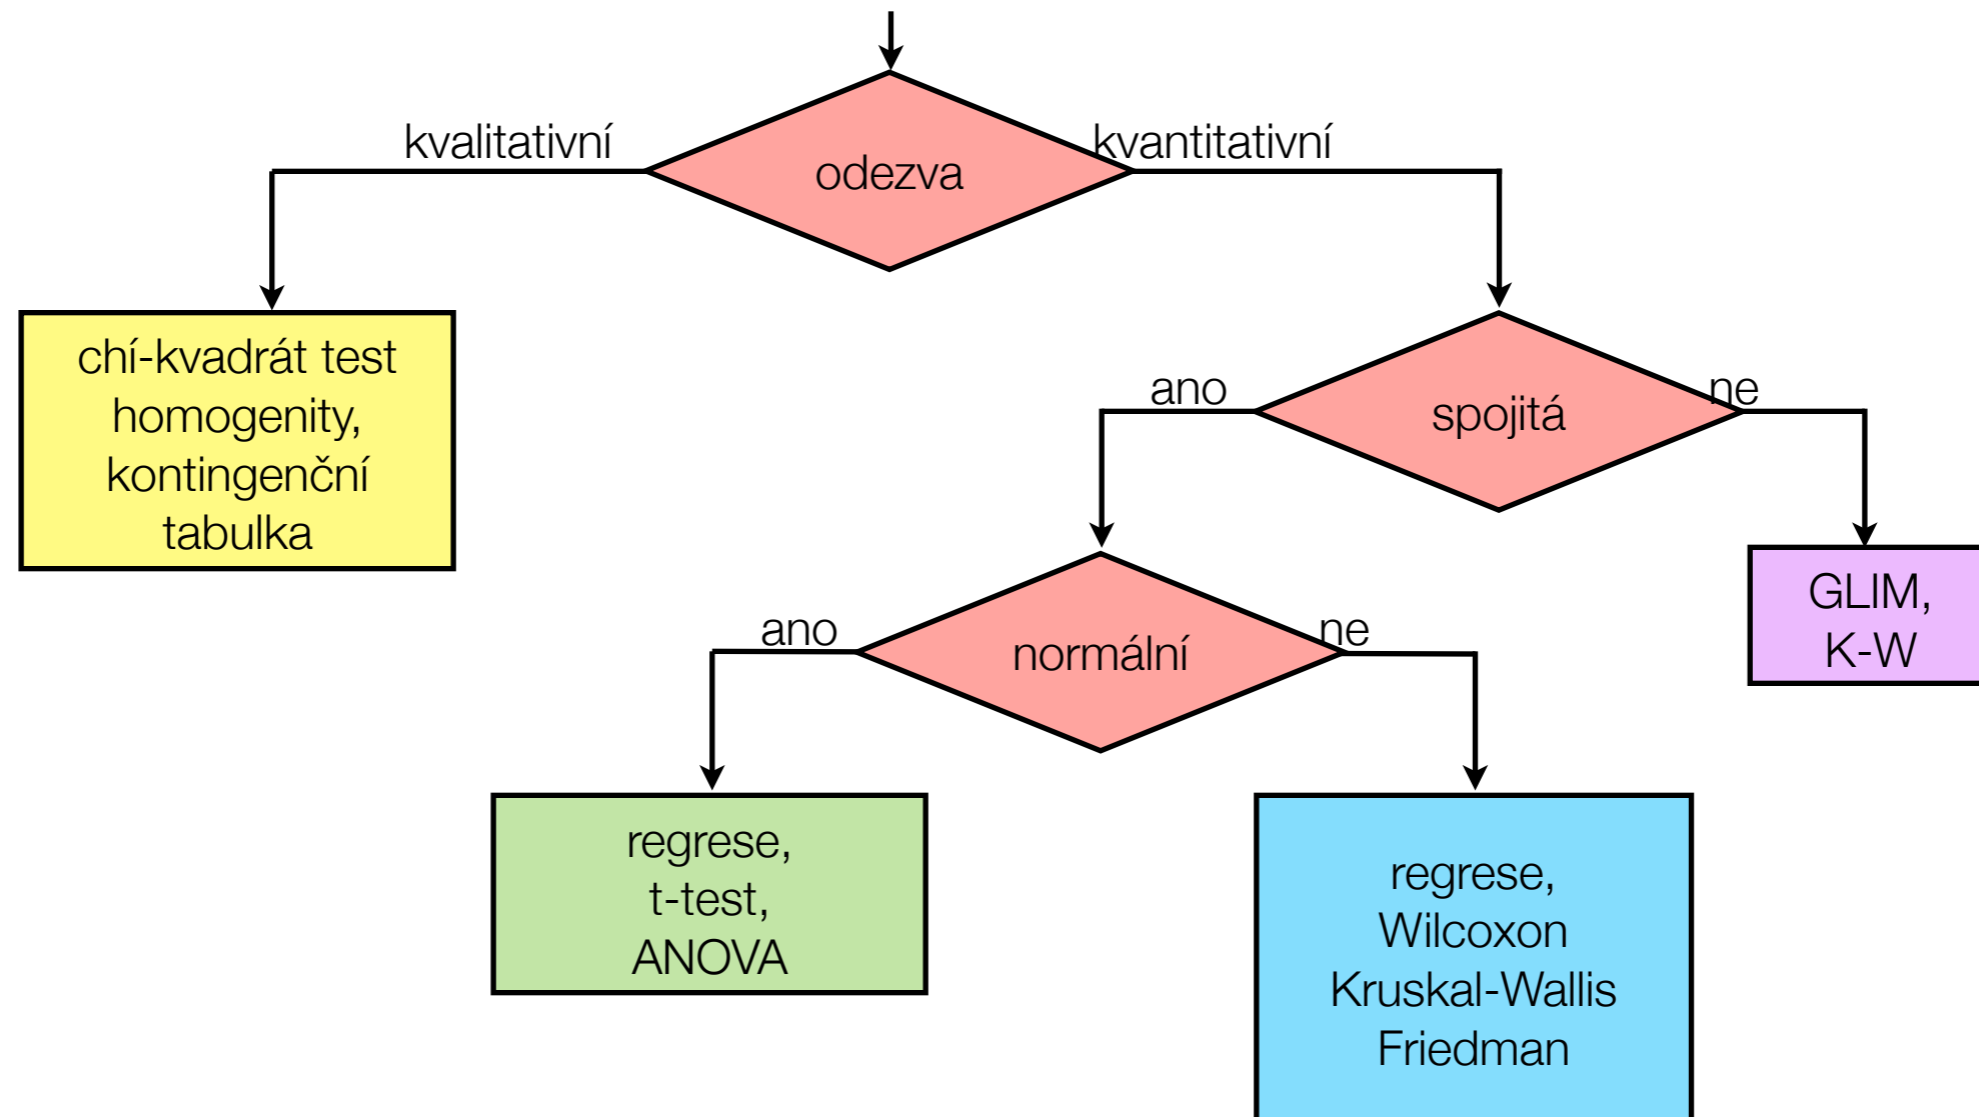 kvalitativní
kvantitativní
odezva
chí-kvadrát test
homogenity,
kontingenční
tabulka
ano
ne
spojitá
GLIM,
K-W
ano
ne
normální
regrese,
t-test,
ANOVA
regrese,
Wilcoxon
Kruskal-Wallis
Friedman